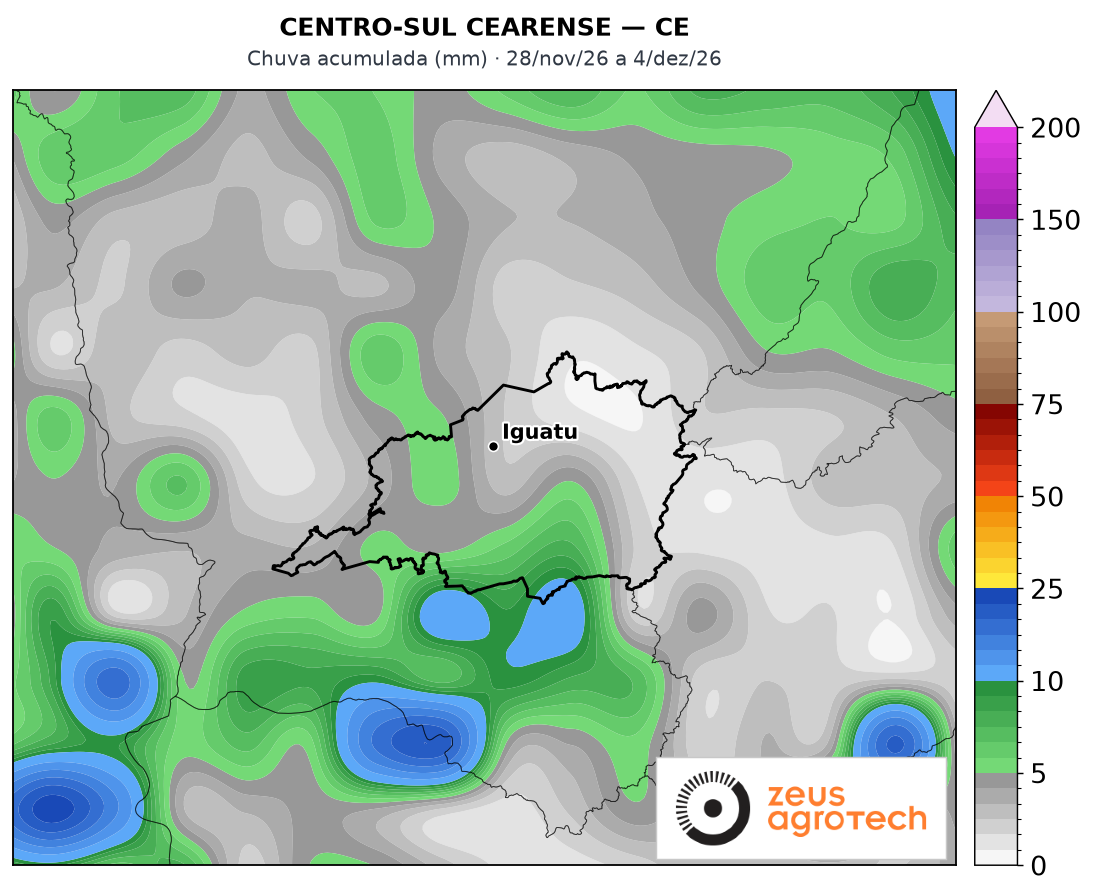 CENTRO-SUL CEARENSE — CE
Chuva acumulada (mm) · 28/nov/26 a 4/dez/26
Iguatu
200
150
100
75
50
25
10
5
0
zeus
agrotech